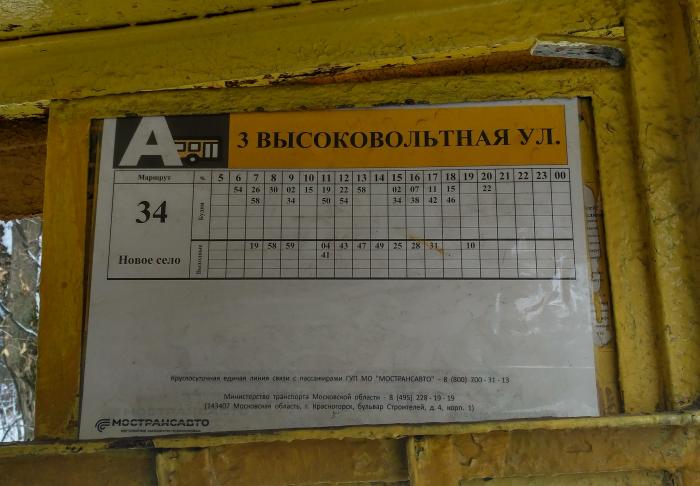 А
3 ВЫСОКОВОЛЬТНАЯ УЛ.
Маршрут 5 6 7 8 9 10 11 12 13 14 15 16 17 18 19 20 21 22 23 00
34
Новое село
Будни
54 26 30 02 15 19 22 58 02 07 11 15 22
58 34 50 54 34 38 42 46
Выходные
19 58 59 04 43 47 49 25 28 31 10
41
Круглосуточная единая линия связи с пассажирами ГУП МО "МОСТРАНСАВТО" - 8 (800) 700 - 31 - 13
Министерство транспорта Московской области - 8 (495) 228 - 19 - 19
(143407 Московская область, г. Красногорск, бульвар Строителей, д. 4, корп. 1)
МОСТРАНСАВТО